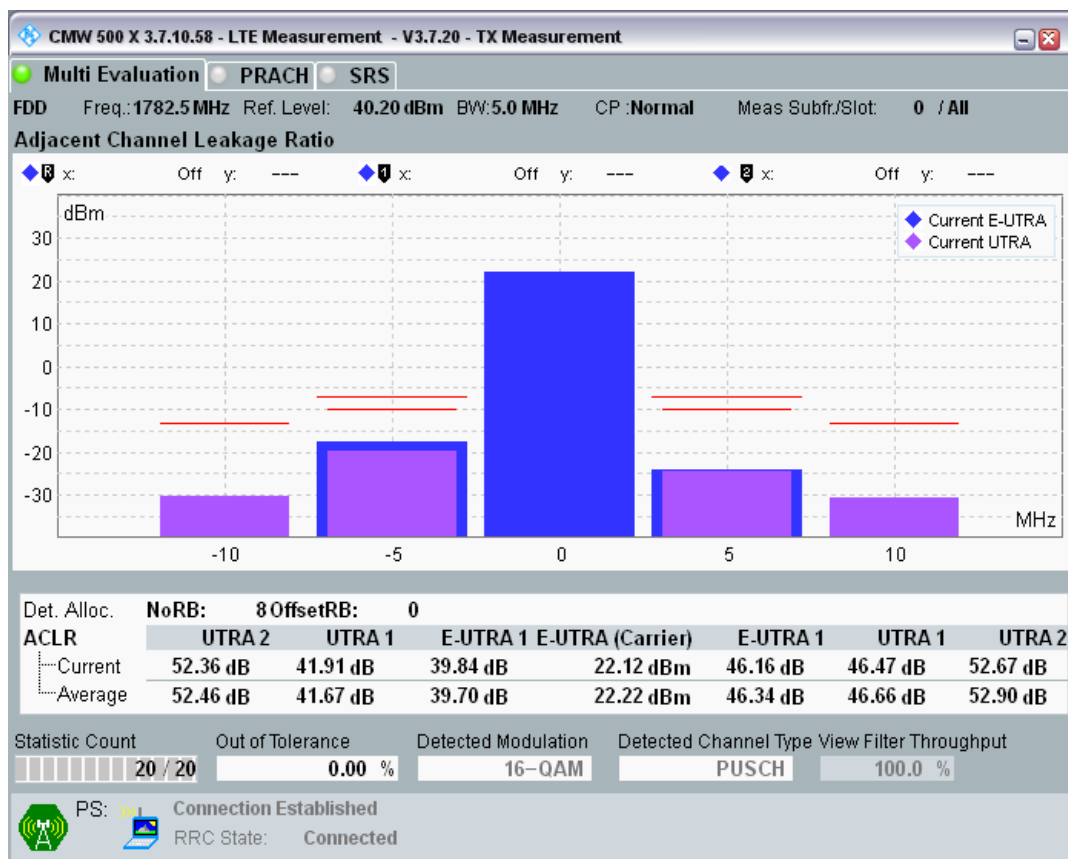 CMW 500 X 3.7.10.58 - LTE Measurement - V3.7.20 - TX Measurement
Multi Evaluation PRACH SRS
FDD Freq.: 1782.5 MHz Ref. Level: 40.20 dBm BW: 5.0 MHz CP : Normal Meas Subfr./Slot: 0 / All
Adjacent Channel Leakage Ratio
R x: Off y: --- 1 x: Off y: --- 2 x: Off y: ---
dBm
Current E-UTRA
Current UTRA
30
20
10
0
-10
-20
-30
MHz
-10 -5 0 5 10
Det. Alloc. NoRB: 8 OffsetRB: 0
ACLR UTRA 2 UTRA 1 E-UTRA 1 E-UTRA (Carrier) E-UTRA 1 UTRA 1 UTRA 2
Current 52.36 dB 41.91 dB 39.84 dB 22.12 dBm 46.16 dB 46.47 dB 52.67 dB
Average 52.46 dB 41.67 dB 39.70 dB 22.22 dBm 46.34 dB 46.66 dB 52.90 dB
Statistic Count Out of Tolerance Detected Modulation Detected Channel Type View Filter Throughput
20 / 20 0.00 % 16-QAM PUSCH 100.0 %
PS: Connection Established
RRC State: Connected